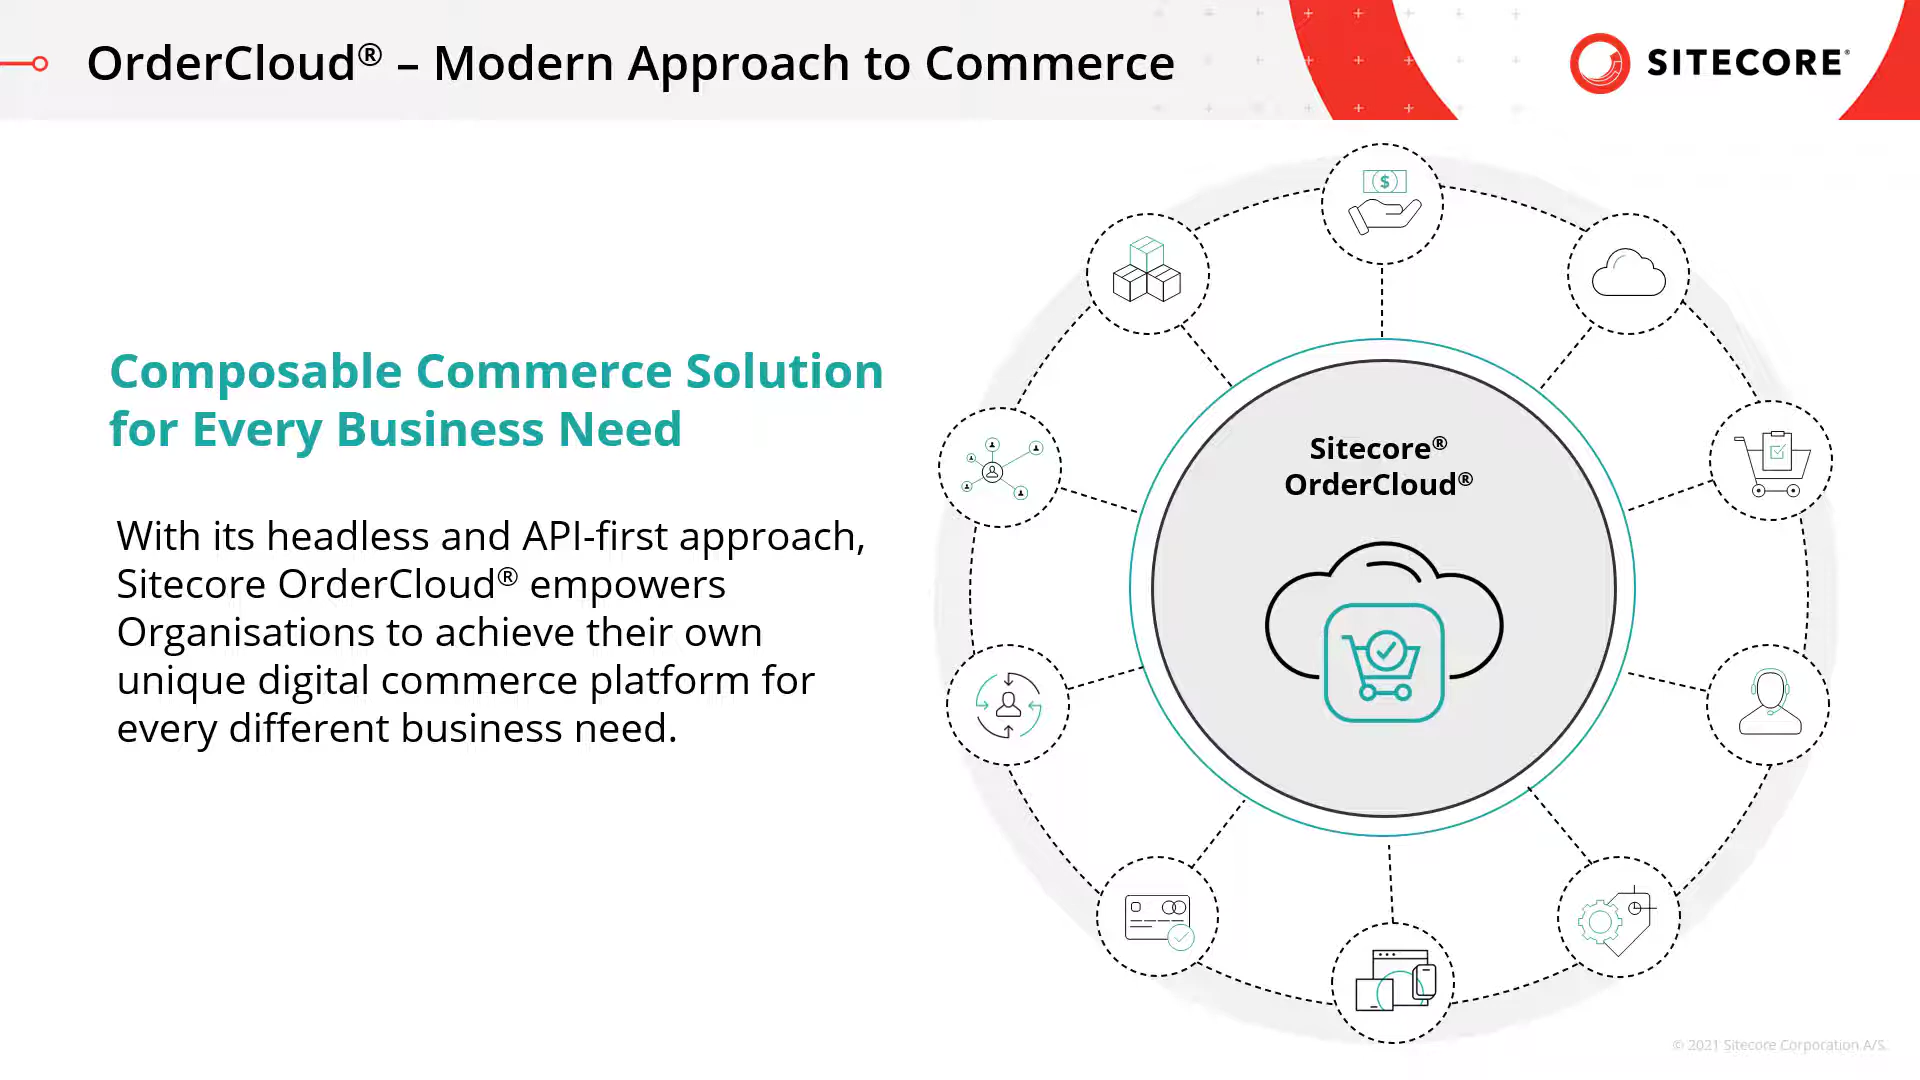 OrderCloud® – Modern Approach to Commerce
SITECORE®
Composable Commerce Solution
for Every Business Need
With its headless and API-first approach,
Sitecore OrderCloud® empowers
Organisations to achieve their own
unique digital commerce platform for
every different business need.
$
Sitecore®
OrderCloud®
© 2021 Sitecore Corporation A/S.